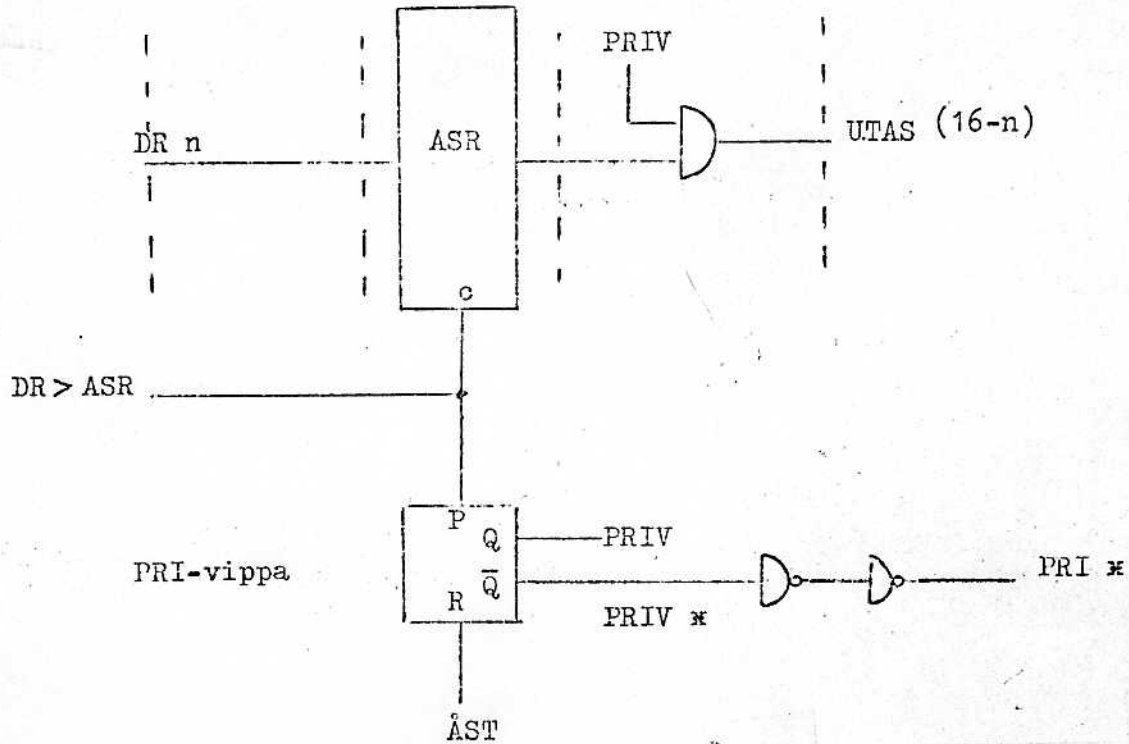 PRIV
DR n
ASR
UTAS (16-n)
c
DR > ASR
P
Q
PRIV
PRI-vippa
Q̅
PRI ж
R
PRIV ж
ÅST